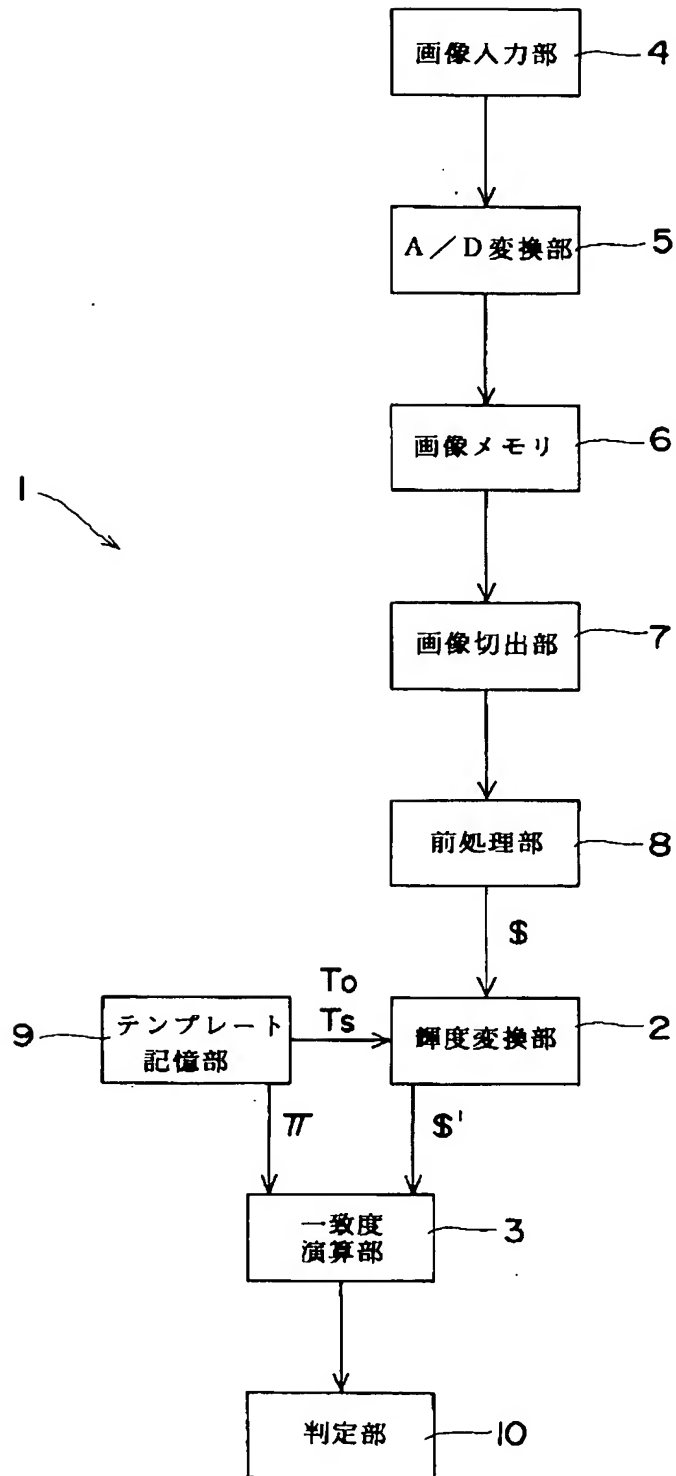 画像入力部 4
A/D変換部 5
画像メモリ 6
1
画像切出部 7
前処理部 8
$
To
Ts
9 テンプレート
記憶部
輝度変換部 2
T $'
一致度
演算部 3
判定部 10